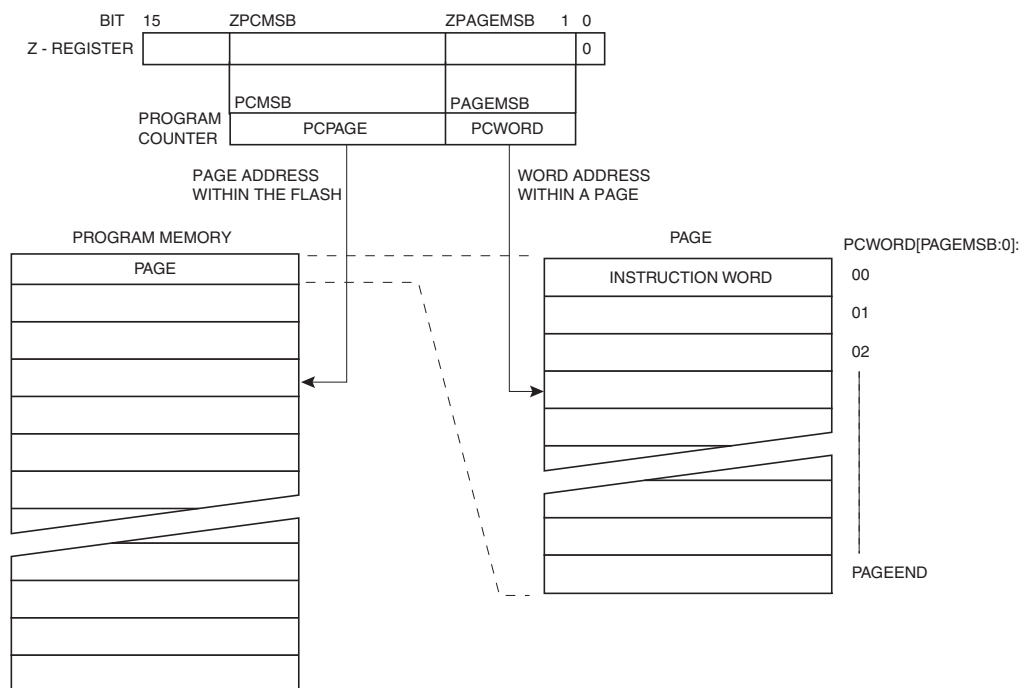 BIT 15 ZPCMSB ZPAGEMSB 1 0
Z - REGISTER 0
PCMSB PAGEMSB
PROGRAM
COUNTER
PCPAGE PCWORD
PAGE ADDRESS
WITHIN THE FLASH
WORD ADDRESS
WITHIN A PAGE
PROGRAM MEMORY
PAGE
PAGE
PCWORD[PAGEMSB:0]:
INSTRUCTION WORD
00
01
02
PAGEEND